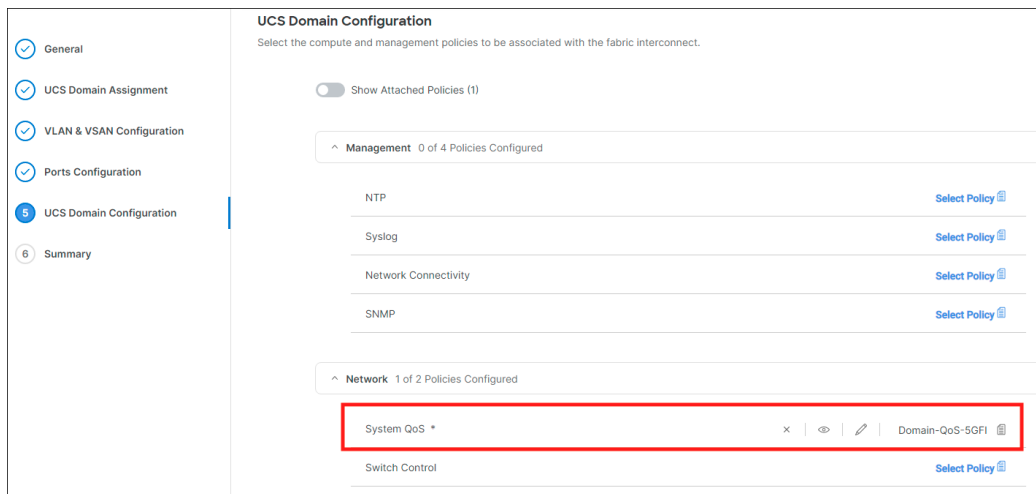 UCS Domain Configuration
Select the compute and management policies to be associated with the fabric interconnect.
General
UCS Domain Assignment
VLAN & VSAN Configuration
Ports Configuration
5 UCS Domain Configuration
6 Summary
Show Attached Policies (1)
Management 0 of 4 Policies Configured
NTP Select Policy
Syslog Select Policy
Network Connectivity Select Policy
SNMP Select Policy
Network 1 of 2 Policies Configured
System QoS * Domain-QoS-5GFI
Switch Control Select Policy